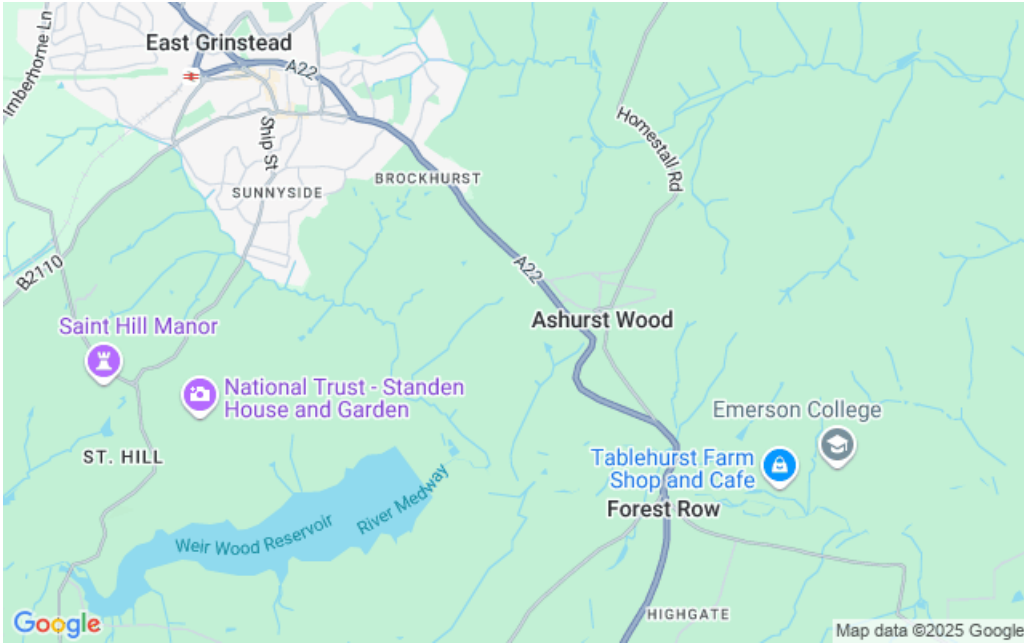 Imberhorne Ln
East Grinstead
A22
Ship St
Homestall Rd
BROCKHURST
SUNNYSIDE
B2110
A22
Saint Hill Manor
Ashurst Wood
National Trust - Standen
House and Garden
Emerson College
ST. HILL
Tablehurst Farm
Shop and Cafe
River Medway
Forest Row
Weir Wood Reservoir
HIGHGATE
Google
Map data ©2025 Google